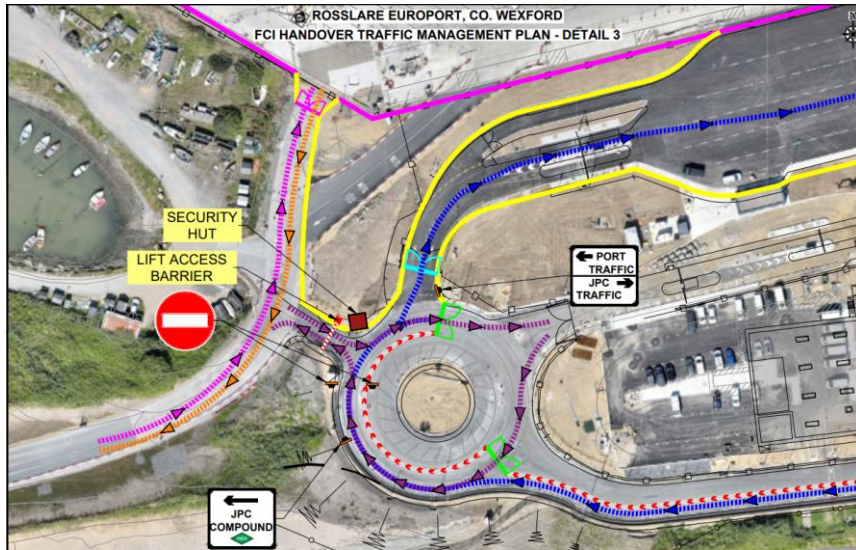 ROSSLARE EUROPORT, CO. WEXFORD
FCI HANDOVER TRAFFIC MANAGEMENT PLAN - DETAIL 3
SECURITY
HUT
LIFT ACCESS
BARRIER
PORT
TRAFFIC
JPC
TRAFFIC
JPC
COMPOUND